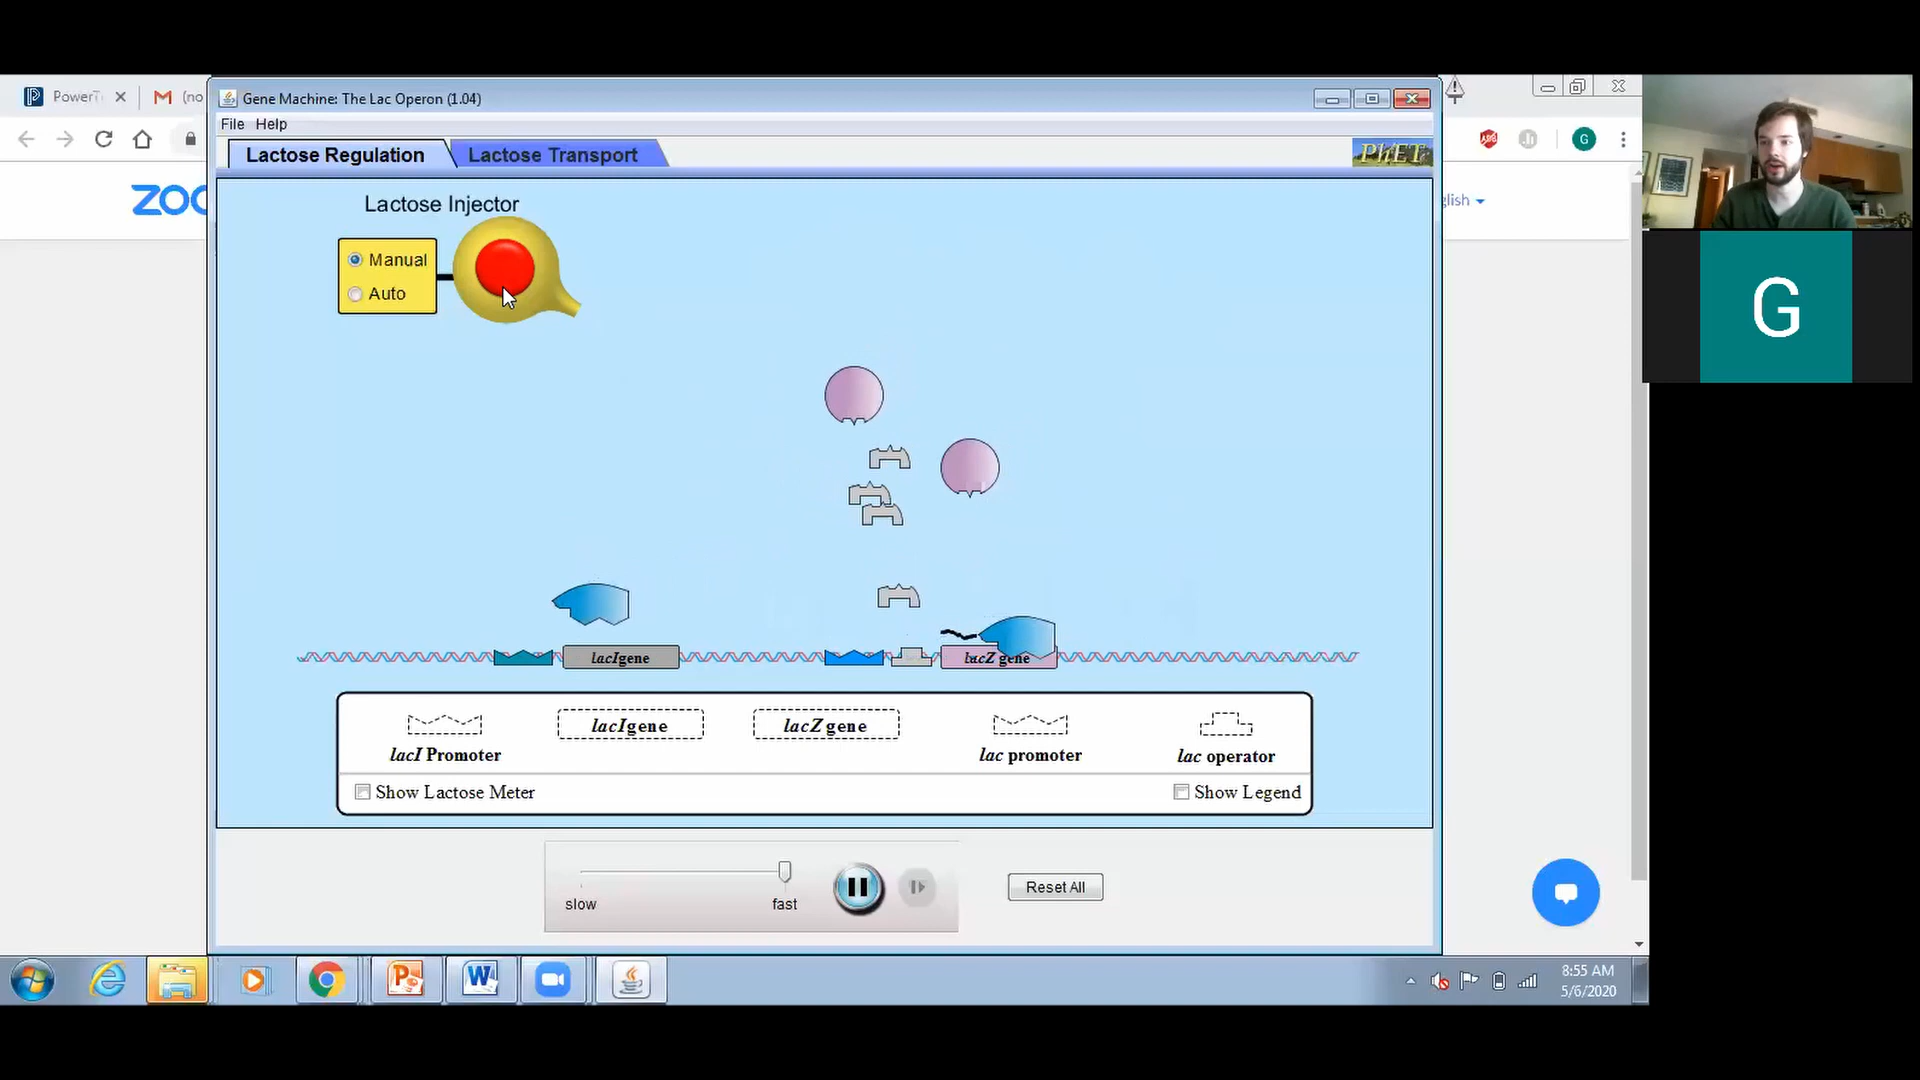 PowerT
(no
Gene Machine: The Lac Operon (1.04)
File Help
Lactose Regulation
Lactose Transport
PhET
ZOO
glish
Lactose Injector
Manual
Auto
G
G
lacI gene
lacZ gene
lacI gene
lacZ gene
lacI Promoter
lac promoter
lac operator
Show Lactose Meter
Show Legend
slow
fast
Reset All
8:55 AM
5/6/2020